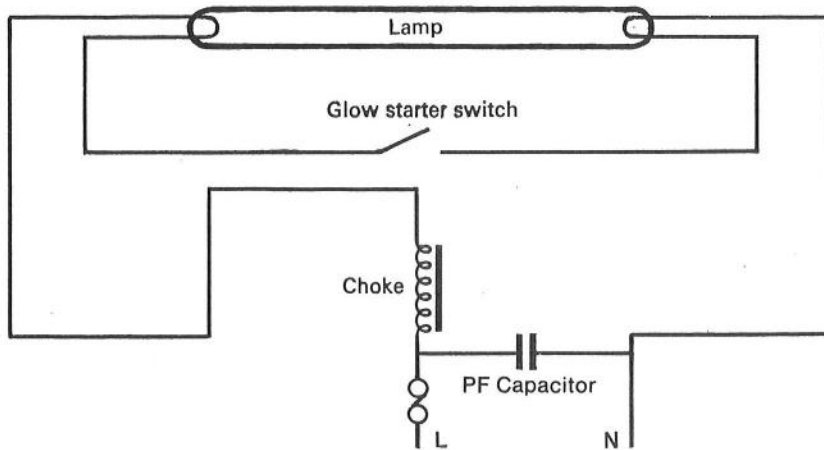 Lamp
Glow starter switch
Choke
PF Capacitor
L
N